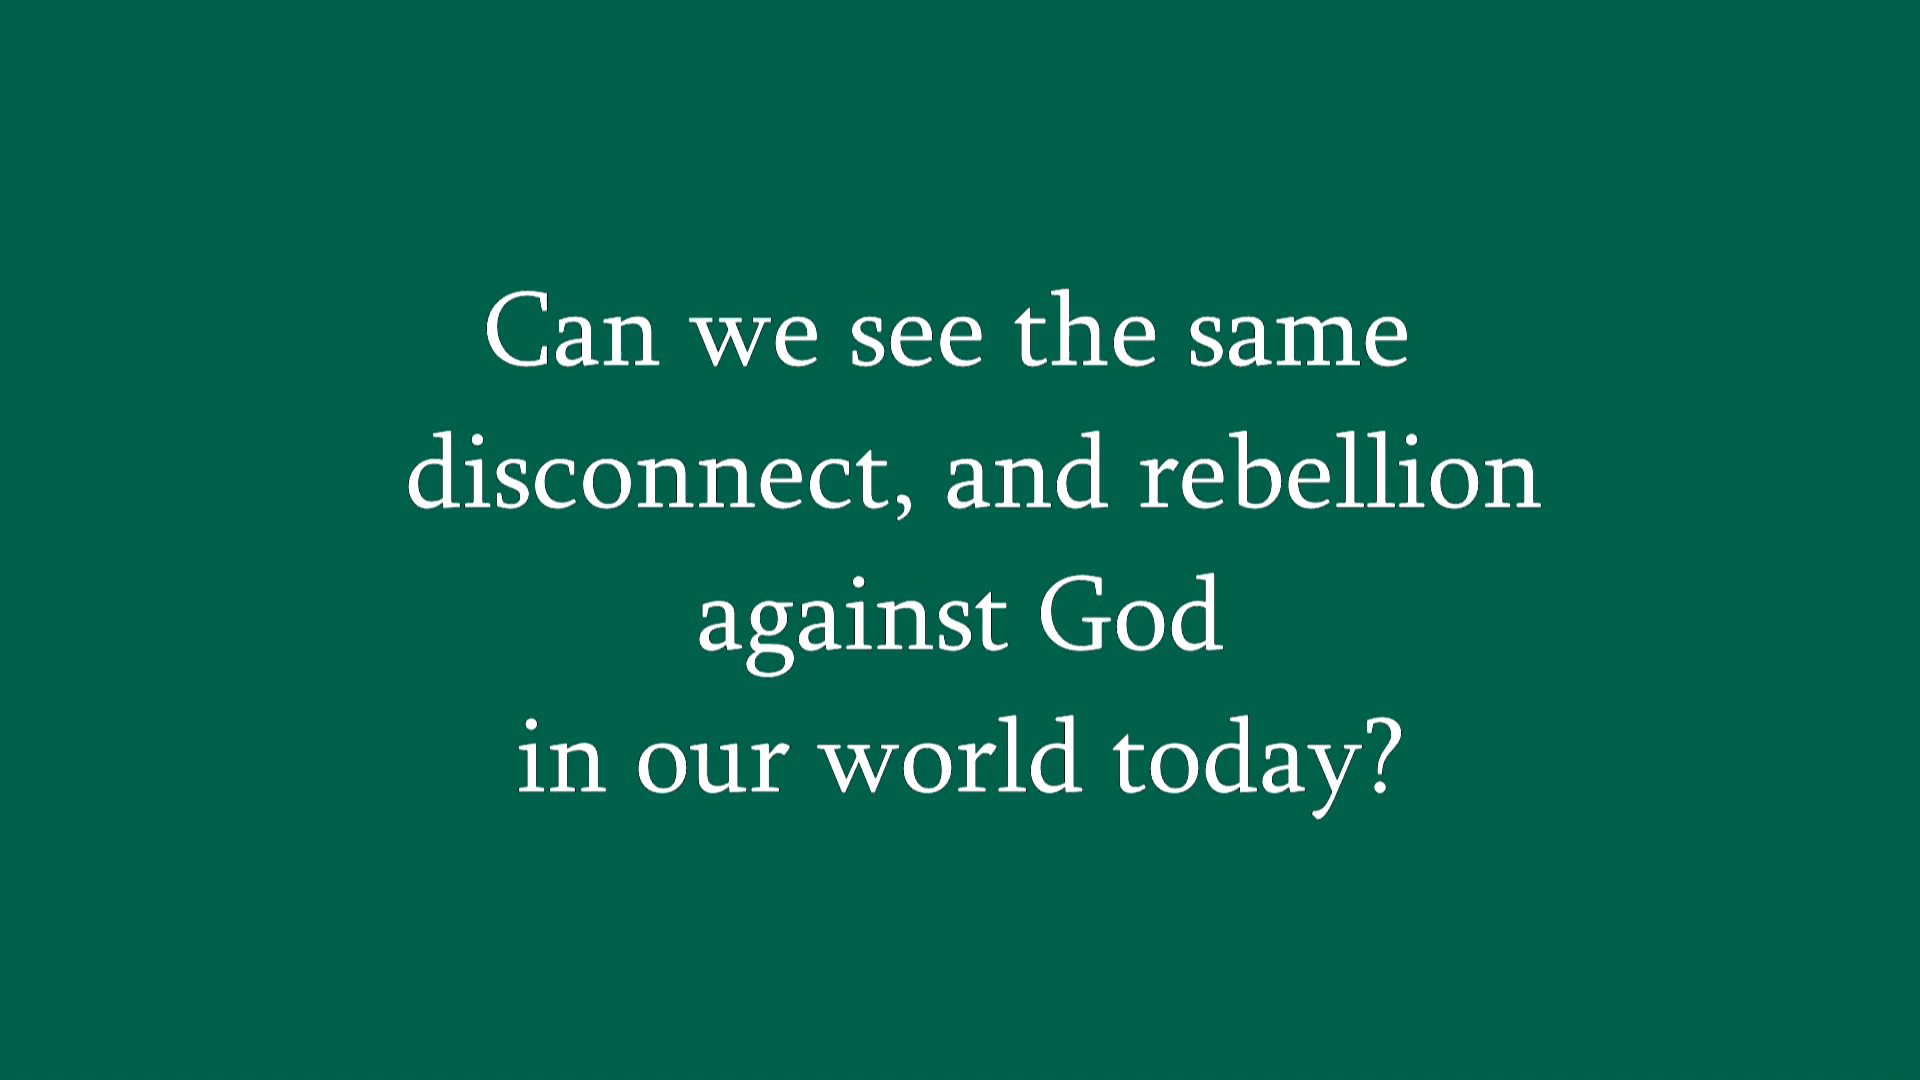 Can we see the same
disconnect, and rebellion
against God
in our world today?